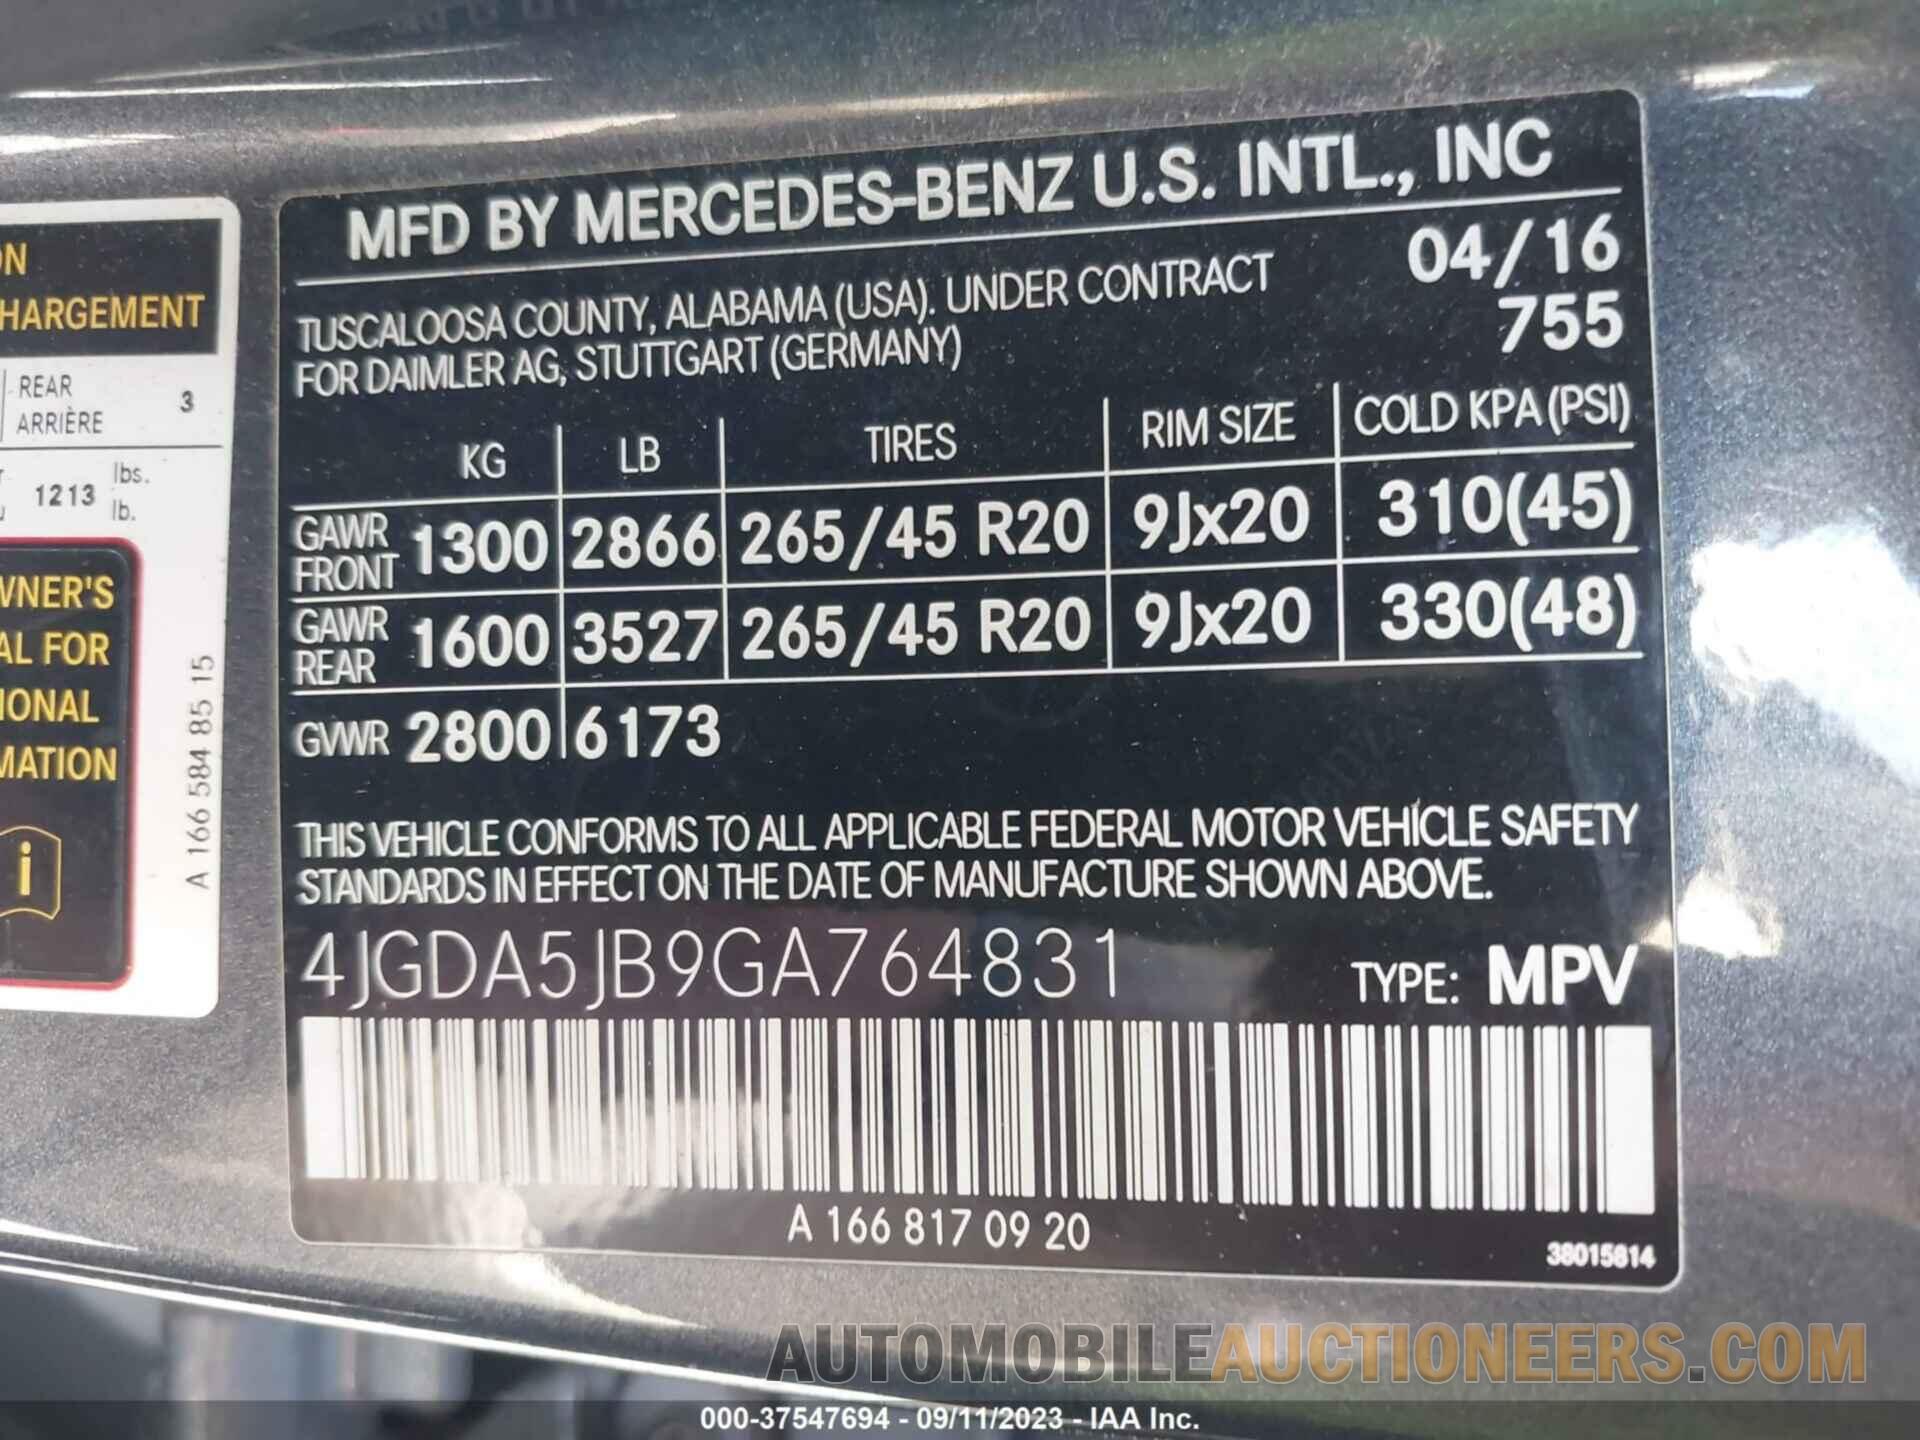 ON
HARGEMENT
REAR
ARRIÈRE
3
1213 lbs.
lb.
WNER'S
AL FOR
IONAL
MATION
i
A 166 584 85 15
MFD BY MERCEDES-BENZ U.S. INTL., INC
TUSCALOOSA COUNTY, ALABAMA (USA). UNDER CONTRACT
FOR DAIMLER AG, STUTTGART (GERMANY)
04/16
755
KG LB TIRES RIM SIZE COLD KPA (PSI)
GAWR FRONT 1300 2866 265/45 R20 9Jx20 310(45)
GAWR REAR 1600 3527 265/45 R20 9Jx20 330(48)
GVWR 2800 6173
THIS VEHICLE CONFORMS TO ALL APPLICABLE FEDERAL MOTOR VEHICLE SAFETY
STANDARDS IN EFFECT ON THE DATE OF MANUFACTURE SHOWN ABOVE.
4JGDA5JB9GA764831
TYPE: MPV
A 166 817 09 20
38015814
AUTOMOBILEAUCTIONEERS.COM
000-37547694 - 09/11/2023 - IAA Inc.